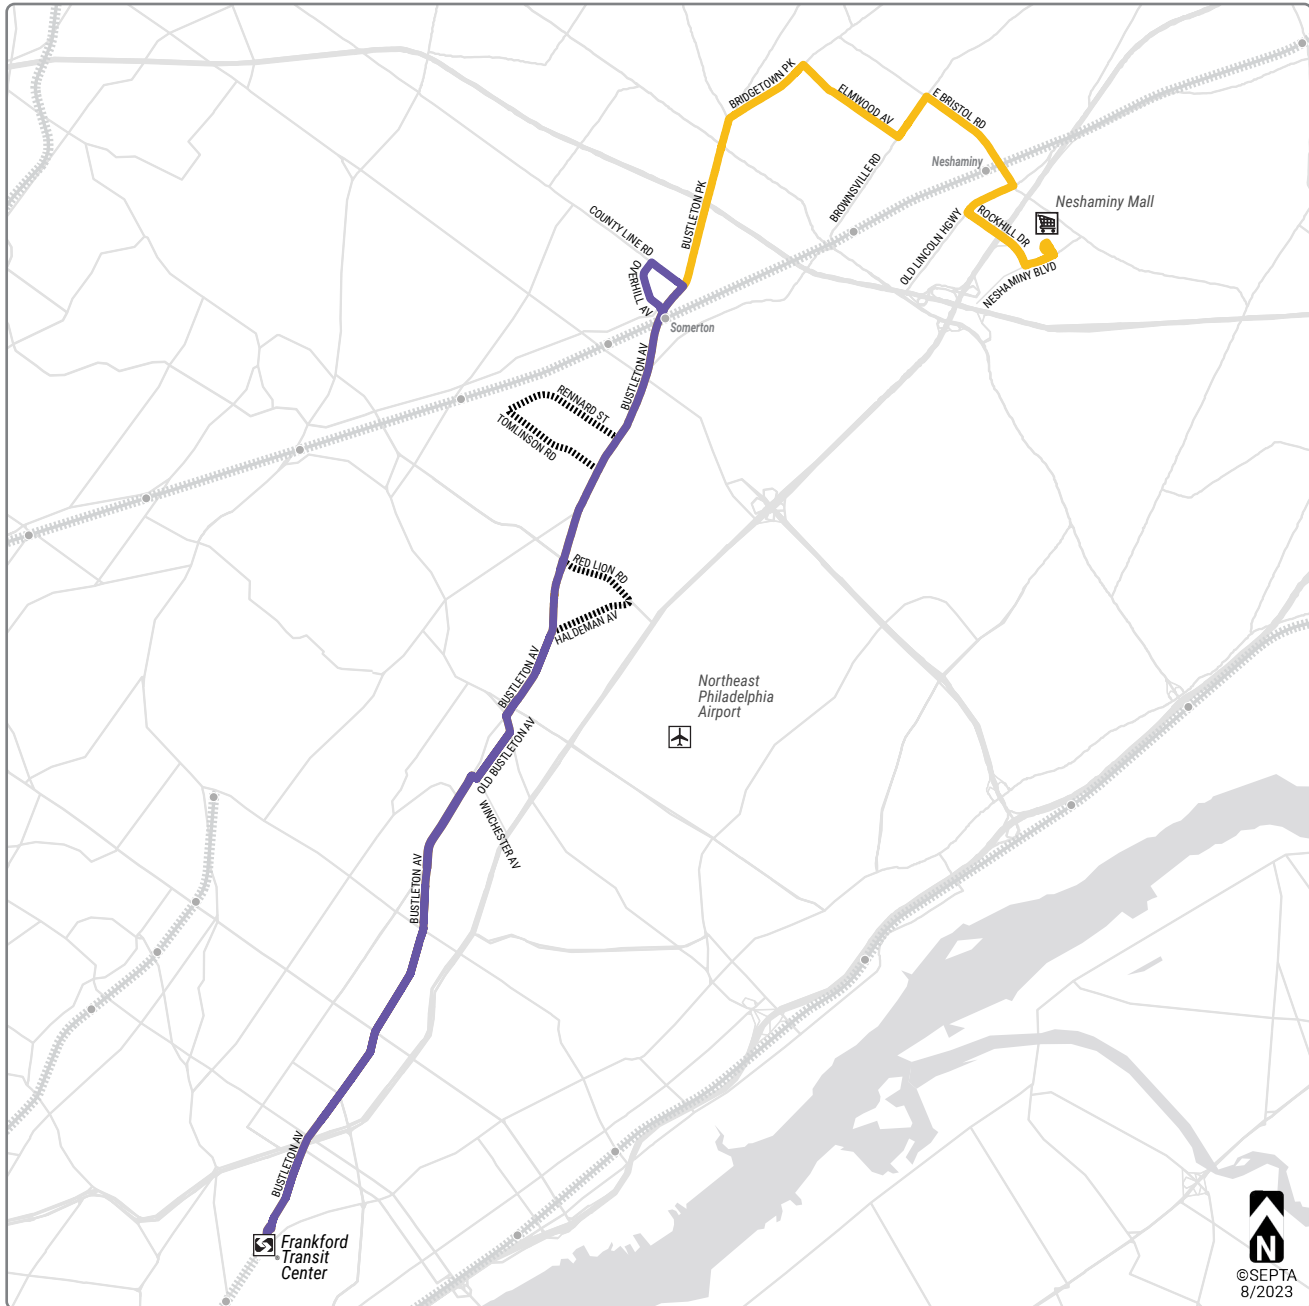 BRIDGETOWN PK
ELMWOOD AV
E BRISTOL RD
Neshaminy
BROWNSVILLE RD
BUSTLETON PK
Neshaminy Mall
COUNTY LINE RD
OLD LINCOLN HGWY
ROCKHILL DR
NESHAMINY BLVD
OVERHILL AV
Somerton
BUSTLETON AV
RENNARD ST
TOMLINSON RD
RED LION RD
HALDEMAN AV
BUSTLETON AV
Northeast
Philadelphia
Airport
OLD BUSTLETON AV
WINCHESTER AV
BUSTLETON AV
BUSTLETON AV
Frankford
Transit
Center
N
©SEPTA
8/2023